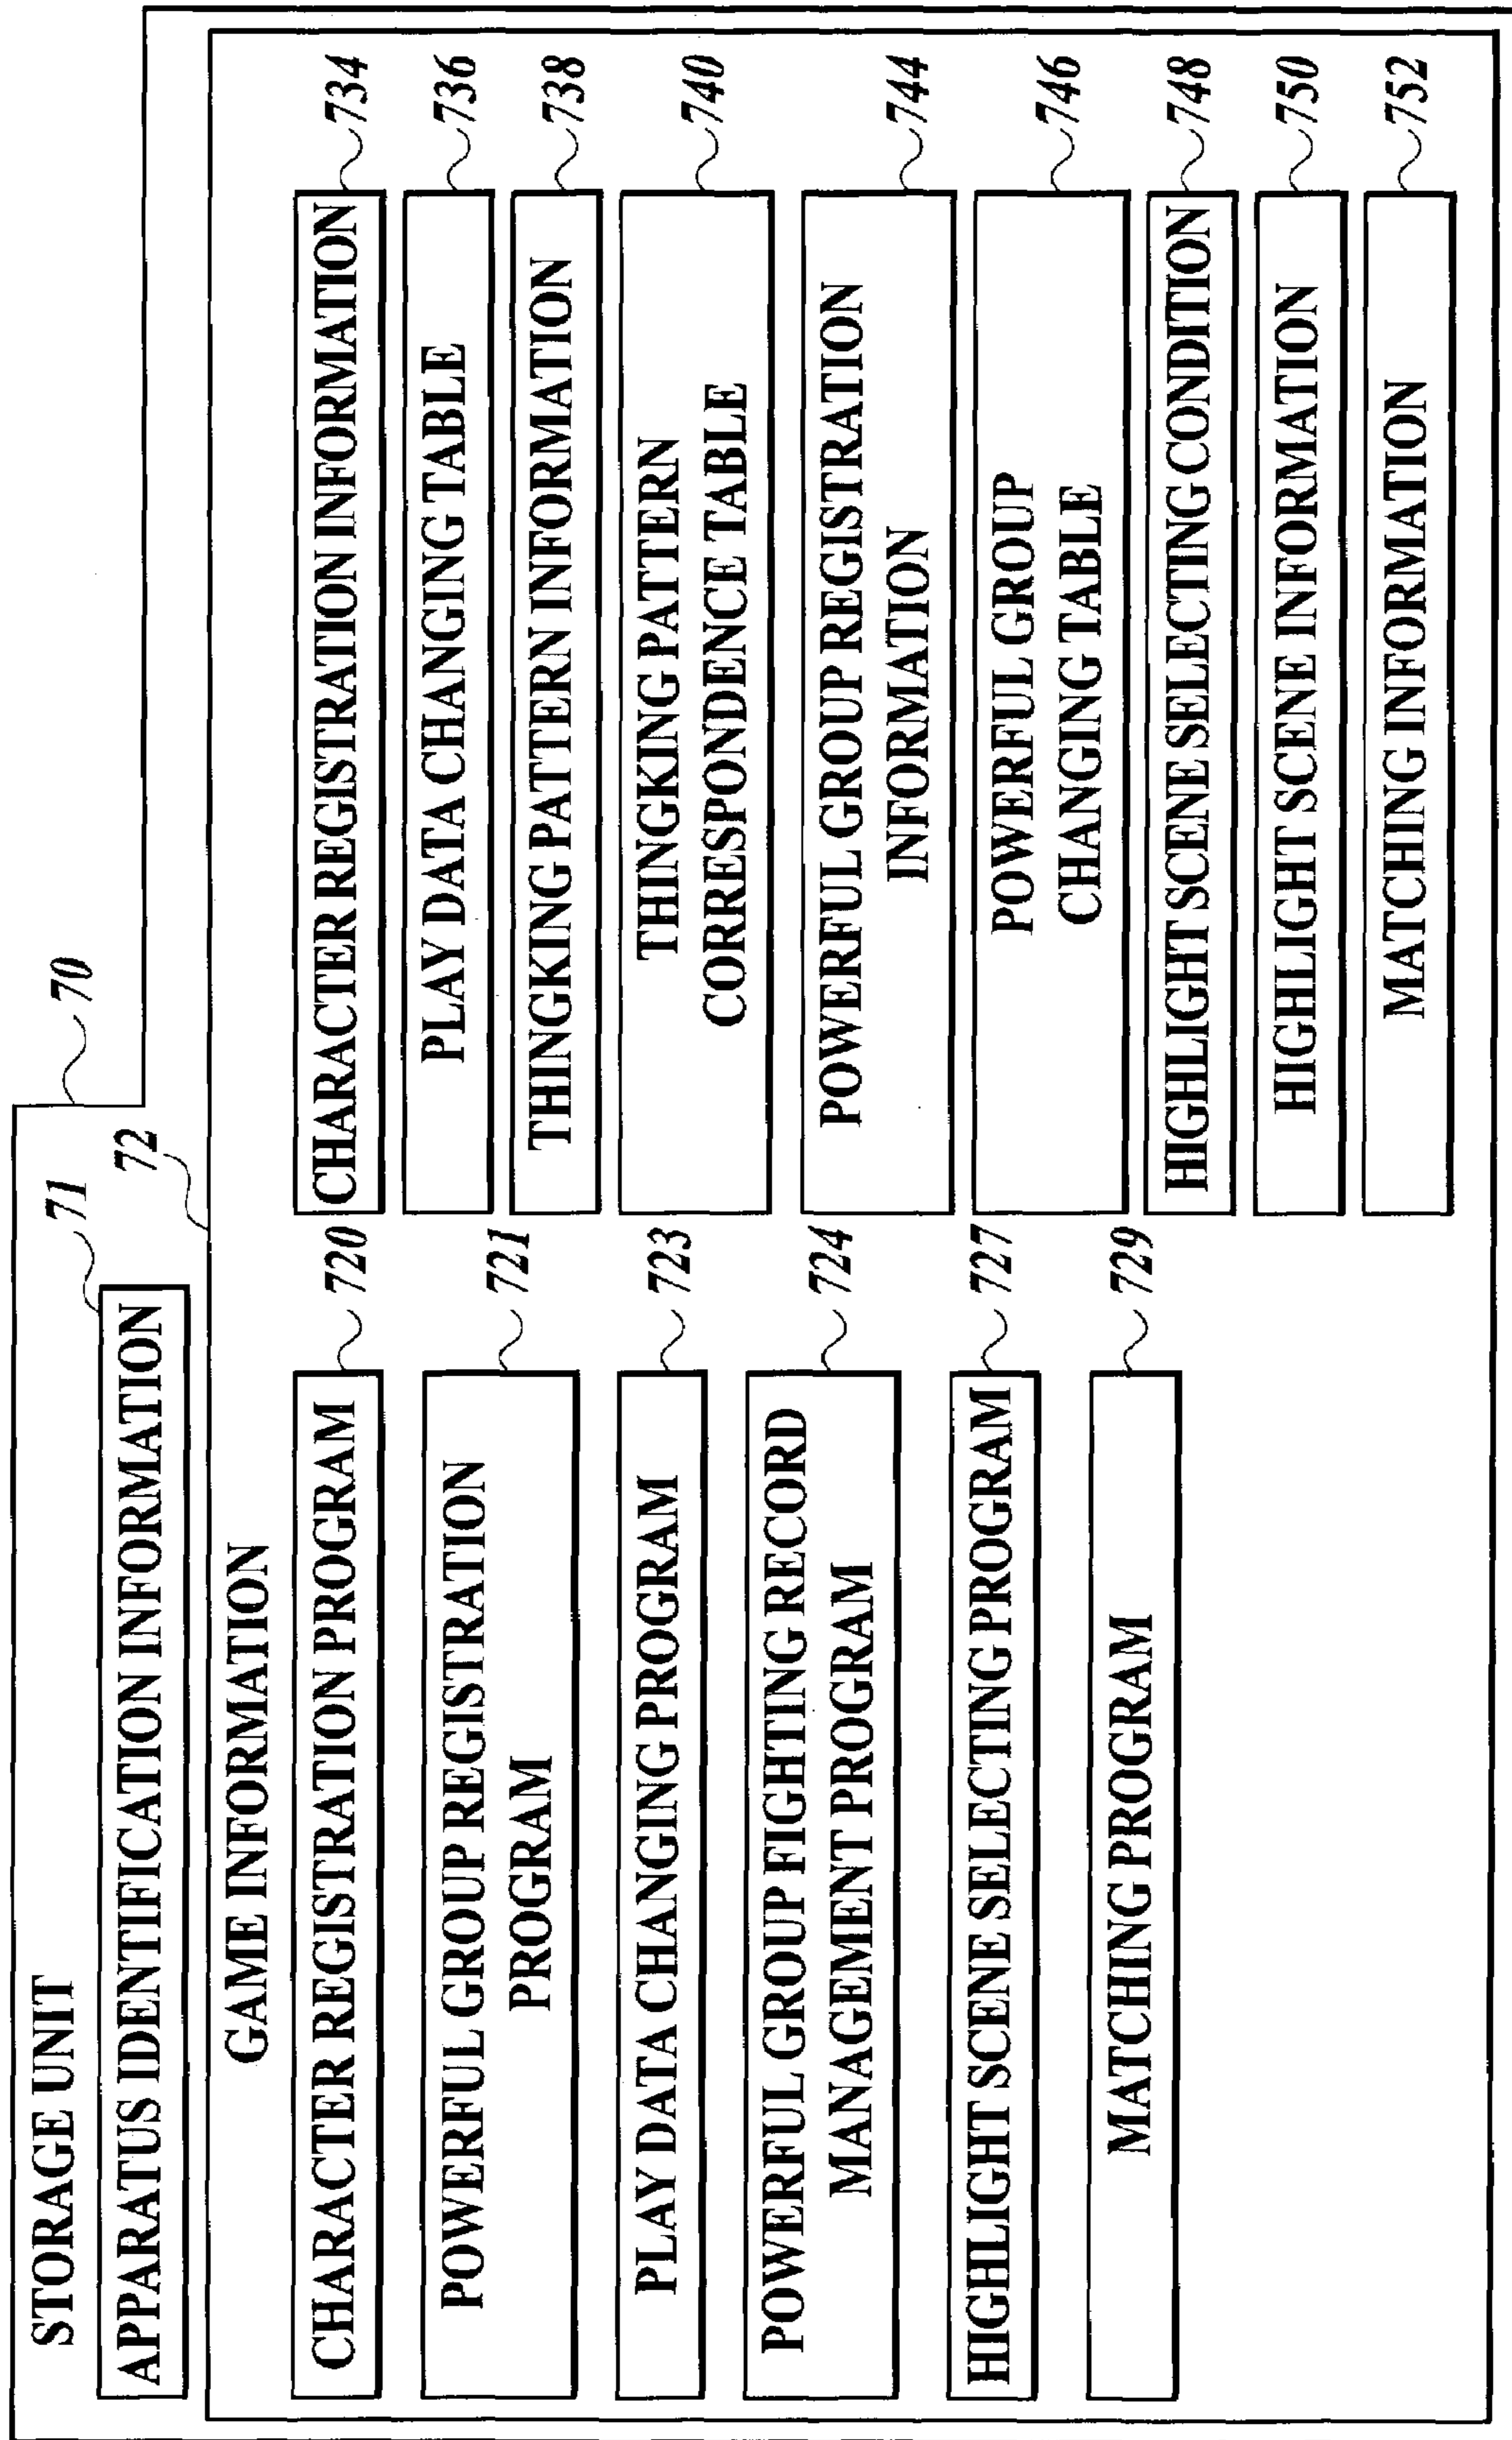 STORAGE UNIT
70
APPARATUS IDENTIFICATION INFORMATION
71
72
GAME INFORMATION
CHARACTER REGISTRATION PROGRAM
720
POWERFUL GROUP REGISTRATION
PROGRAM
721
PLAY DATA CHANGING PROGRAM
723
POWERFUL GROUP FIGHTING RECORD
MANAGEMENT PROGRAM
724
HIGHLIGHT SCENE SELECTING PROGRAM
727
MATCHING PROGRAM
729
CHARACTER REGISTRATION INFORMATION
734
PLAY DATA CHANGING TABLE
736
THINGKING PATTERN INFORMATION
738
THINGKING PATTERN
CORRESPONDENCE TABLE
740
POWERFUL GROUP REGISTRATION
INFORMATION
744
POWERFUL GROUP
CHANGING TABLE
746
HIGHLIGHT SCENE SELECTING CONDITION
748
HIGHLIGHT SCENE INFORMATION
750
MATCHING INFORMATION
752